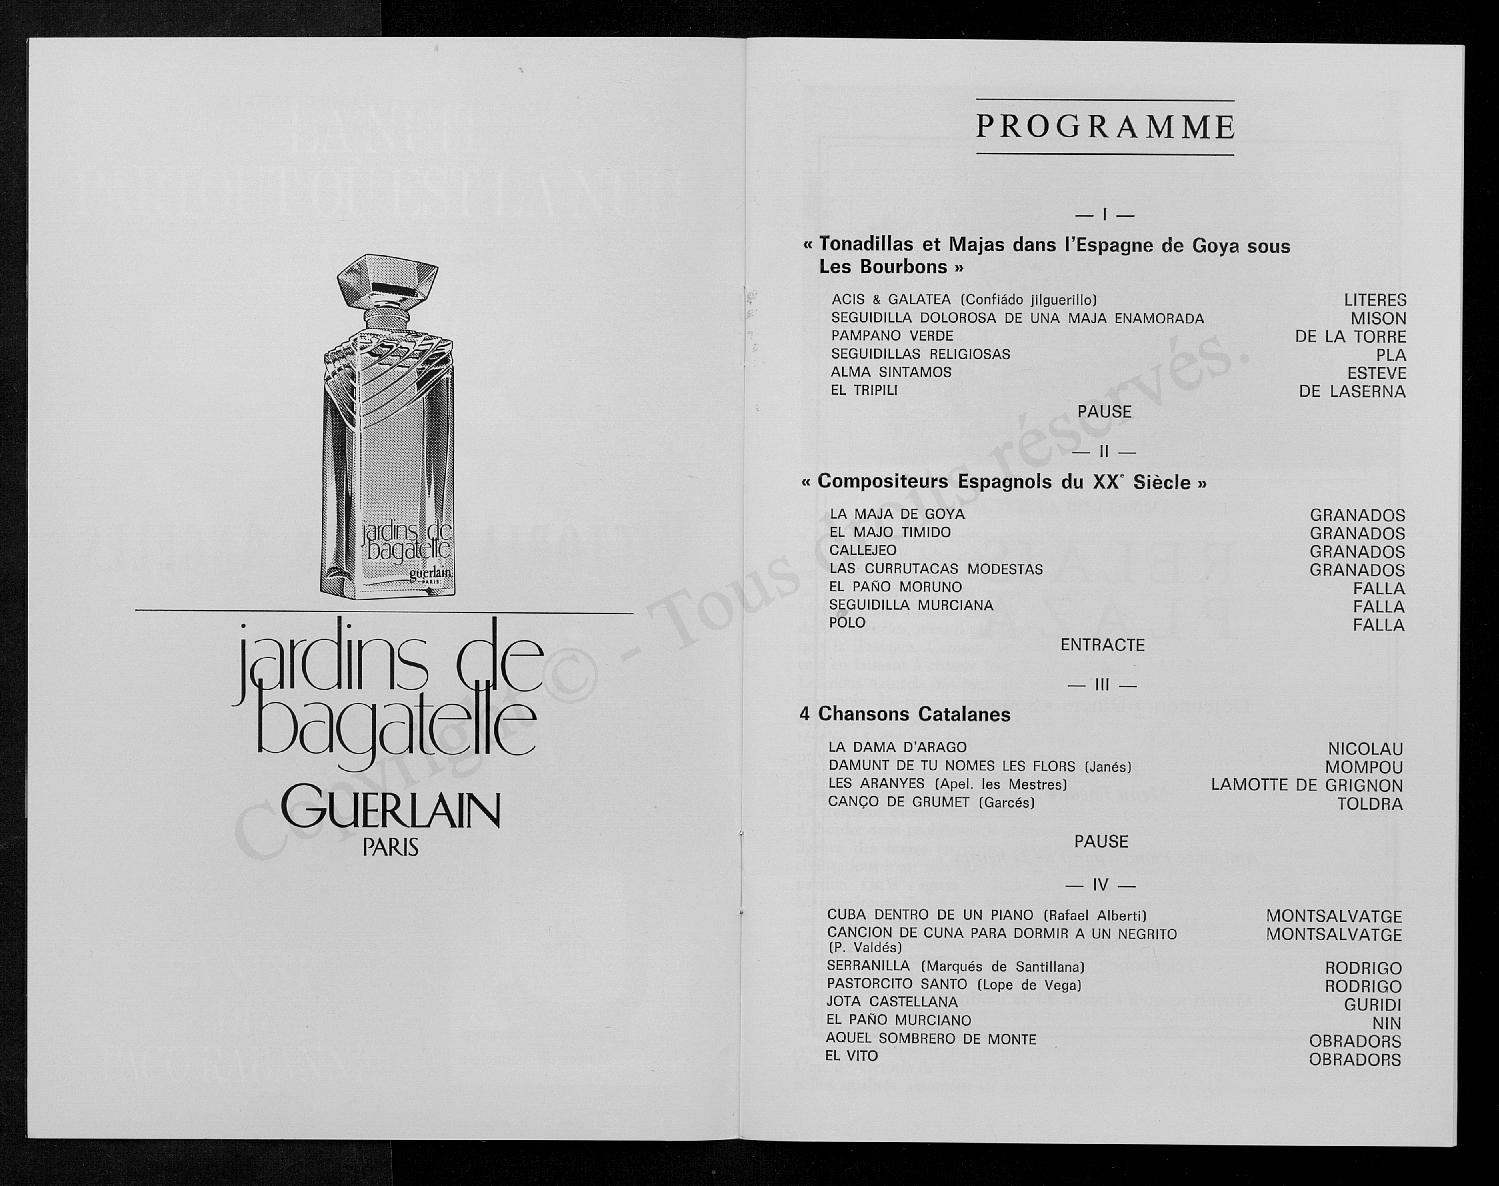 jardins de
bagatelle
guerlain
PARIS
jardins de
bagatelle
GUERLAIN
PARIS
Copyright © - Tous droits réservés.
PROGRAMME
— I —
« Tonadillas et Majas dans l'Espagne de Goya sous
Les Bourbons »
ACIS & GALATEA (Confiádo jilguerillo) LITERES
SEGUIDILLA DOLOROSA DE UNA MAJA ENAMORADA MISON
PAMPANO VERDE DE LA TORRE
SEGUIDILLAS RELIGIOSAS PLA
ALMA SINTAMOS ESTEVE
EL TRIPILI DE LASERNA
PAUSE
— II —
« Compositeurs Espagnols du XXe Siècle »
LA MAJA DE GOYA GRANADOS
EL MAJO TIMIDO GRANADOS
CALLEJEO GRANADOS
LAS CURRUTACAS MODESTAS GRANADOS
EL PAÑO MORUNO FALLA
SEGUIDILLA MURCIANA FALLA
POLO FALLA
ENTRACTE
— III —
4 Chansons Catalanes
LA DAMA D'ARAGO NICOLAU
DAMUNT DE TU NOMES LES FLORS (Janés) MOMPOU
LES ARANYES (Apel. les Mestres) LAMOTTE DE GRIGNON
CANÇO DE GRUMET (Garcés) TOLDRA
PAUSE
— IV —
CUBA DENTRO DE UN PIANO (Rafael Alberti) MONTSALVATGE
CANCION DE CUNA PARA DORMIR A UN NEGRITO MONTSALVATGE
(P. Valdés)
SERRANILLA (Marqués de Santillana) RODRIGO
PASTORCITO SANTO (Lope de Vega) RODRIGO
JOTA CASTELLANA GURIDI
EL PAÑO MURCIANO NIN
AQUEL SOMBRERO DE MONTE OBRADORS
EL VITO OBRADORS